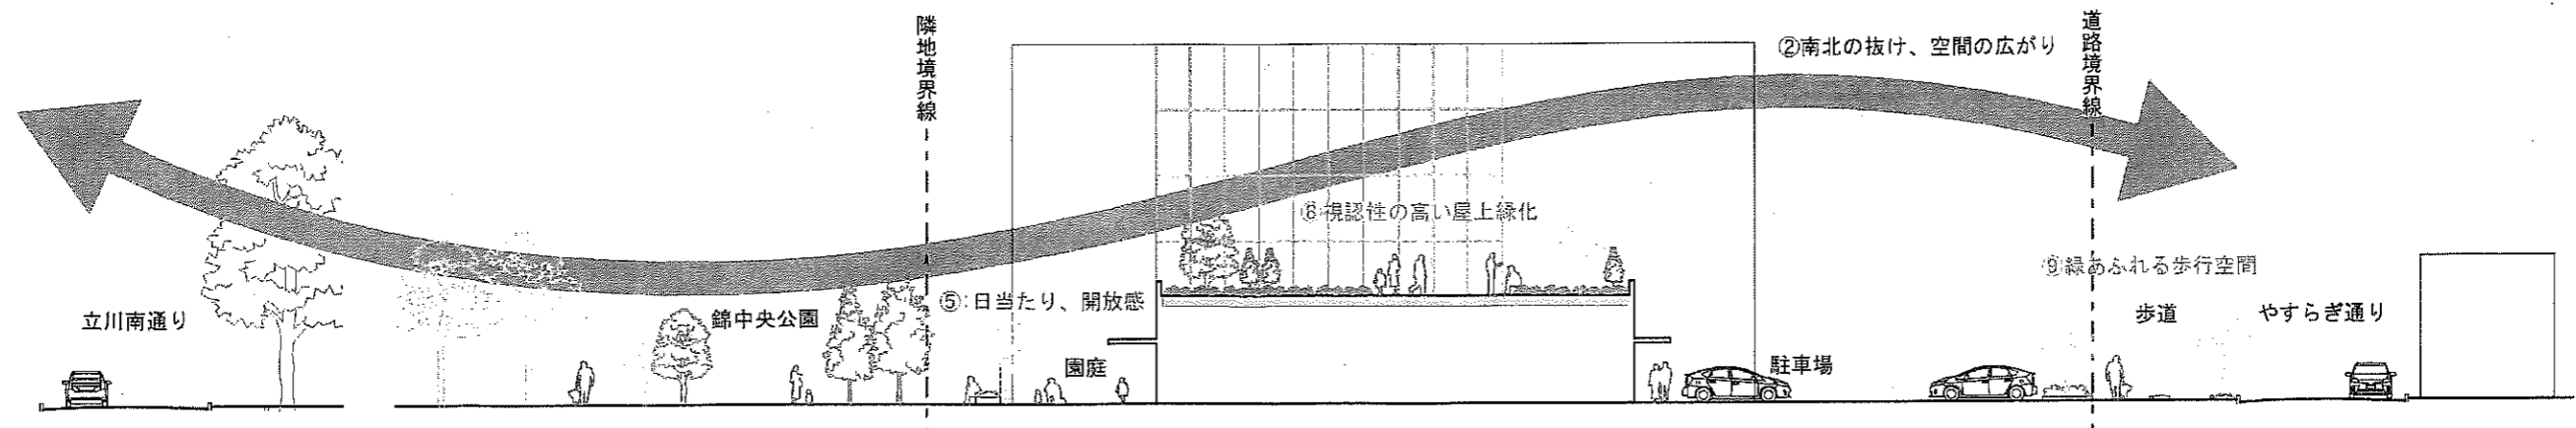 隣地境界線
道路境界線
②南北の抜け、空間の広がり
⑧視認性の高い屋上緑化
⑨緑あふれる歩行空間
⑤:日当たり、開放感
立川南通り
錦中央公園
園庭
駐車場
歩道
やすらぎ通り